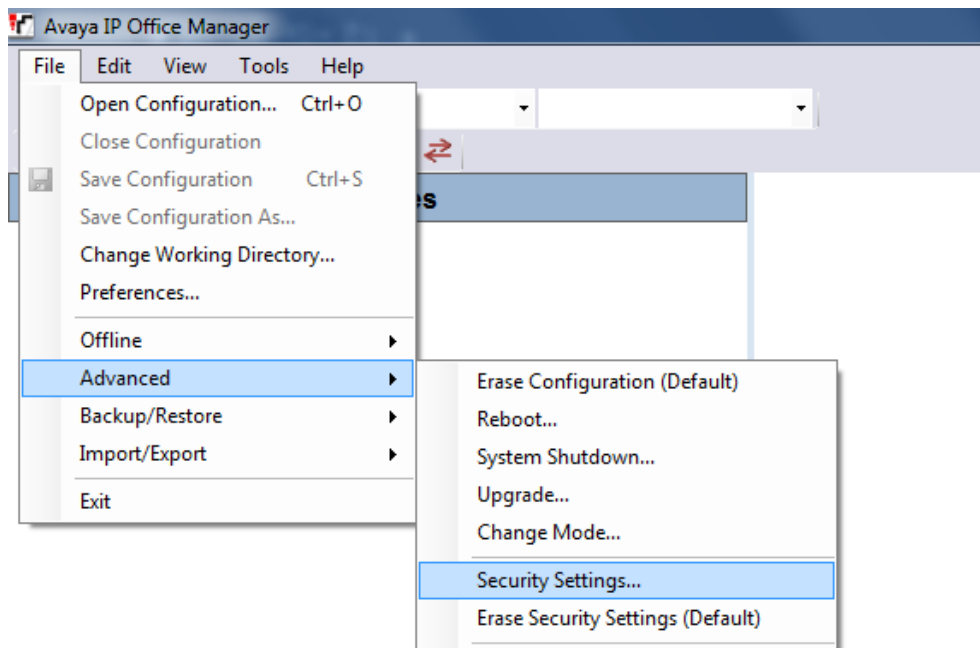 Avaya IP Office Manager
File Edit View Tools Help
Open Configuration... Ctrl+O
Close Configuration
Save Configuration Ctrl+S
Save Configuration As...
Change Working Directory...
Preferences...
Offline
Advanced
Backup/Restore
Import/Export
Exit
Erase Configuration (Default)
Reboot...
System Shutdown...
Upgrade...
Change Mode...
Security Settings...
Erase Security Settings (Default)